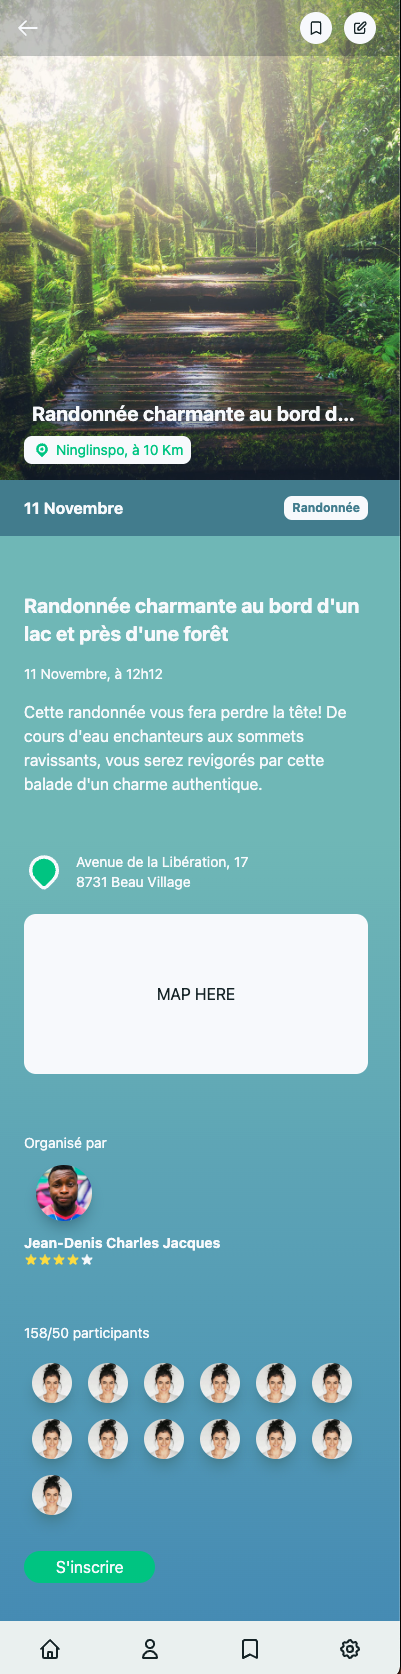 Randonnée charmante au bord d...
Ninglinspo, à 10 Km
11 Novembre
Randonnée
Randonnée charmante au bord d'un
lac et près d'une forêt
11 Novembre, à 12h12
Cette randonnée vous fera perdre la tête! De
cours d'eau enchanteurs aux sommets
ravissants, vous serez revigorés par cette
balade d'un charme authentique.
Avenue de la Libération, 17
8731 Beau Village
MAP HERE
Organisé par
Jean-Denis Charles Jacques
158/50 participants
S'inscrire